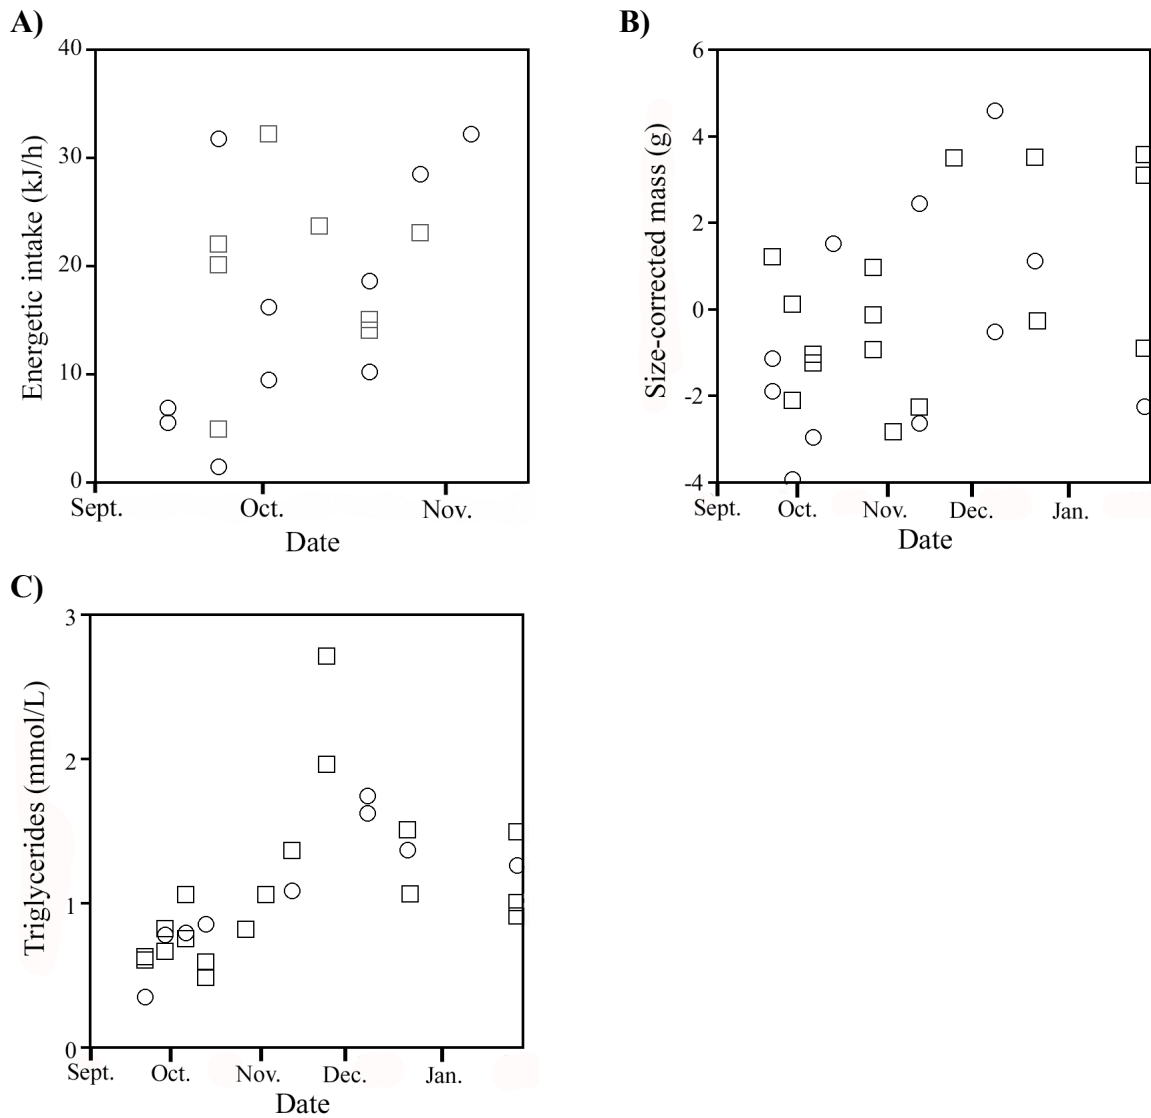 A)
40
30
20
10
0
Energetic intake (kJ/h)
Sept. Oct. Nov.
Date
B)
6
4
2
0
-2
-4
Size-corrected mass (g)
Sept. Oct. Nov. Dec. Jan.
Date
C)
3
2
1
0
Triglycerides (mmol/L)
Sept. Oct. Nov. Dec. Jan.
Date